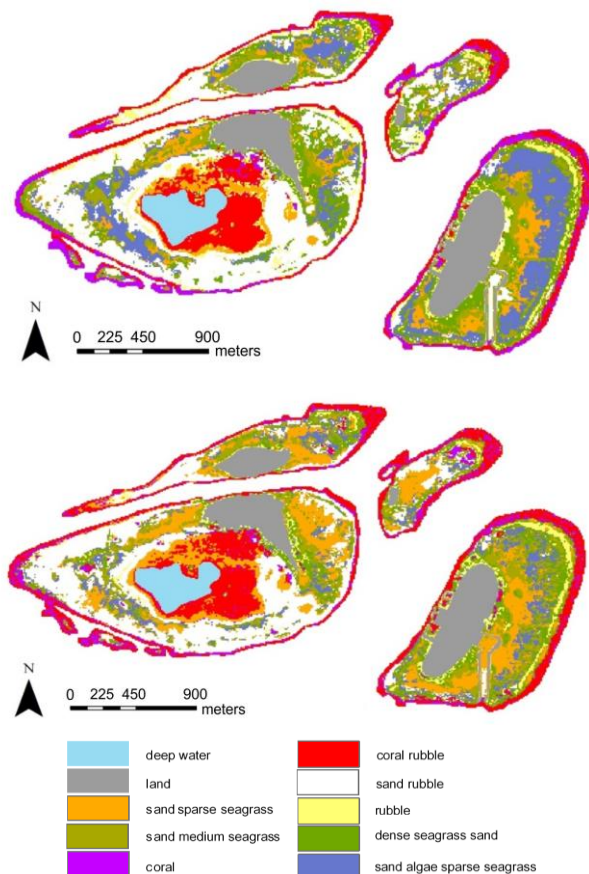 N
0 225 450 900
meters
N
0 225 450 900
meters
deep water
coral rubble
land
sand rubble
sand sparse seagrass
rubble
sand medium seagrass
dense seagrass sand
coral
sand algae sparse seagrass